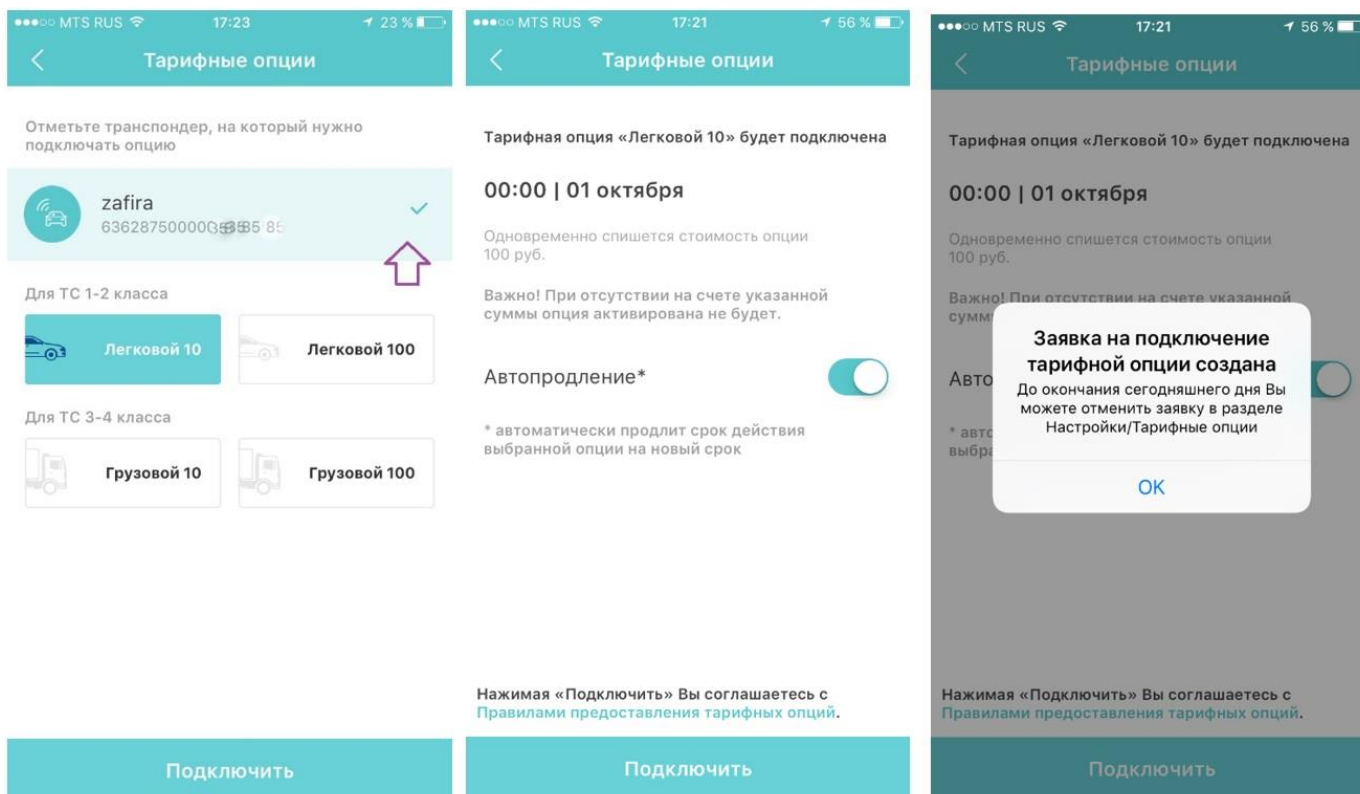 MTS RUS 17:23 23 %
Тарифные опции
Отметьте транспондер, на который нужно
подключать опцию
zafira
Для ТС 1-2 класса
Легковой 10
Легковой 100
Для ТС 3-4 класса
Грузовой 10
Грузовой 100
Подключить
MTS RUS 17:21 56 %
Тарифные опции
Тарифная опция «Легковой 10» будет подключена
00:00 | 01 октября
Одновременно спишется стоимость опции
100 руб.
Важно! При отсутствии на счете указанной
суммы опция активирована не будет.
Автопродление*
* автоматически продлит срок действия
выбранной опции на новый срок
Нажимая «Подключить» Вы соглашаетесь с
Правилами предоставления тарифных опций.
Подключить
MTS RUS 17:21 56 %
Тарифные опции
Тарифная опция «Легковой 10» будет подключена
00:00 | 01 октября
Одновременно спишется стоимость опции
100 руб.
Важно! При отсутствии на счете указанной
Заявка на подключение
тарифной опции создана
До окончания сегодняшнего дня Вы
можете отменить заявку в разделе
Настройки/Тарифные опции
OK
Нажимая «Подключить» Вы соглашаетесь с
Правилами предоставления тарифных опций.
Подключить